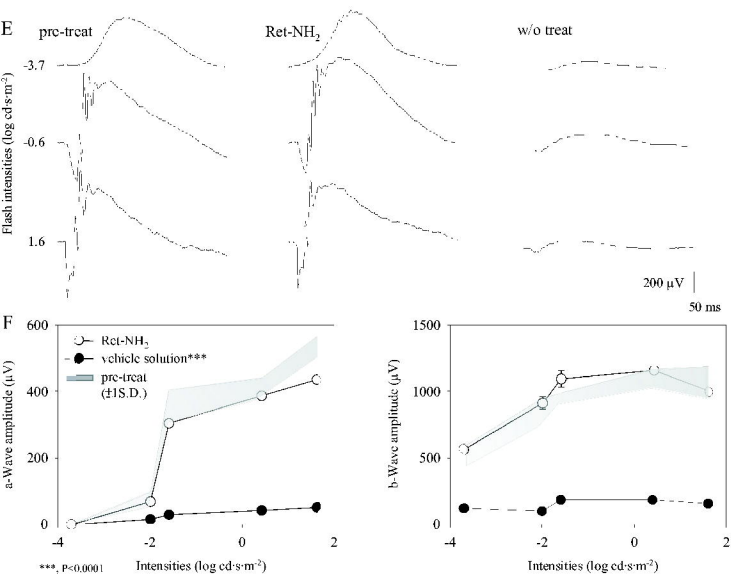 E
pre-treat
Ret-NH2
w/o treat
Flash intensities (log cd·s·m-2)
-3.7
-0.6
1.6
200 µV
50 ms
F
a-Wave amplitude (µV)
600
400
200
0
Ret-NH2
vehicle solution***
pre-treat
(±1S.D.)
-4
-2
0
2
Intensities (log cd·s·m-2)
***, P<0.0001
b-Wave amplitude (µV)
1500
1000
500
0
-4
-2
0
2
Intensities (log cd·s·m-2)